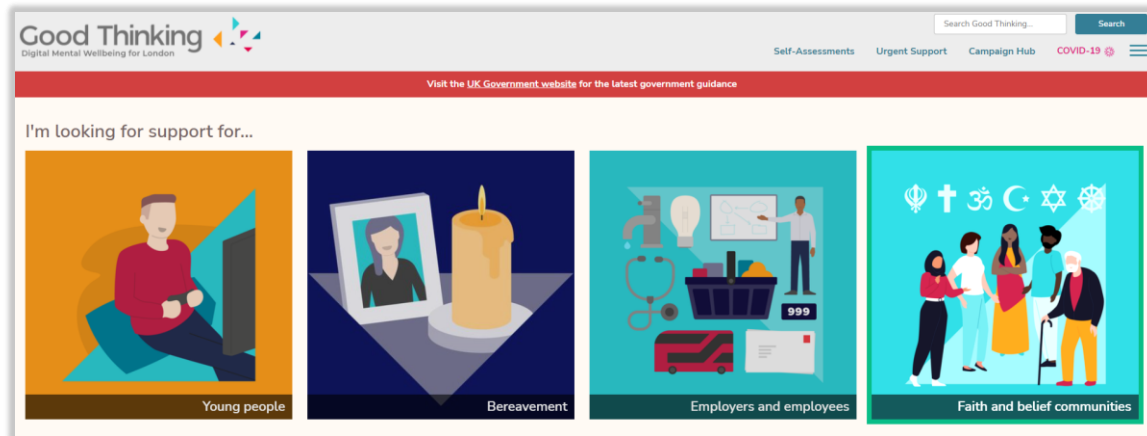 Good Thinking
Digital Mental Wellbeing for London
Search Good Thinking...
Search
Self-Assessments
Urgent Support
Campaign Hub
COVID-19
Visit the UK Government website for the latest government guidance
I'm looking for support for...
999
Young people
Bereavement
Employers and employees
Faith and belief communities